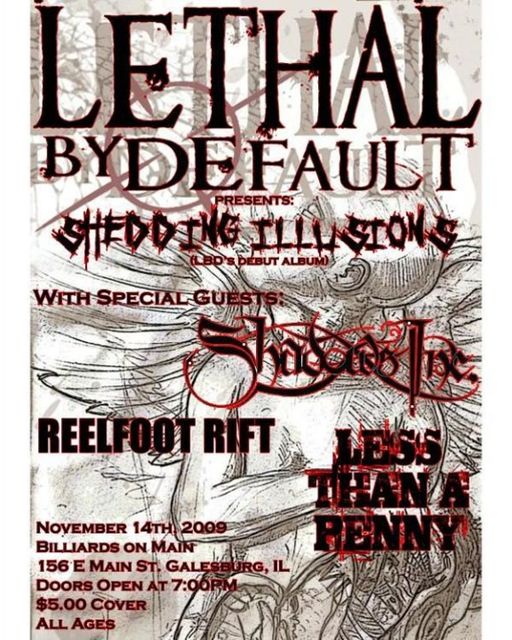 LETHAL
BY DEFAULT
PRESENTS:
SHEDDING ILLUSIONS
(LBD'S DEBUT ALBUM)
WITH SPECIAL GUESTS:
Shadows Inc.
REELFOOT RIFT
LESS
THAN A
PENNY
NOVEMBER 14TH, 2009
BILLIARDS ON MAIN
156 E MAIN ST. GALESBURG, IL
DOORS OPEN AT 7:00PM
$5.00 COVER
ALL AGES